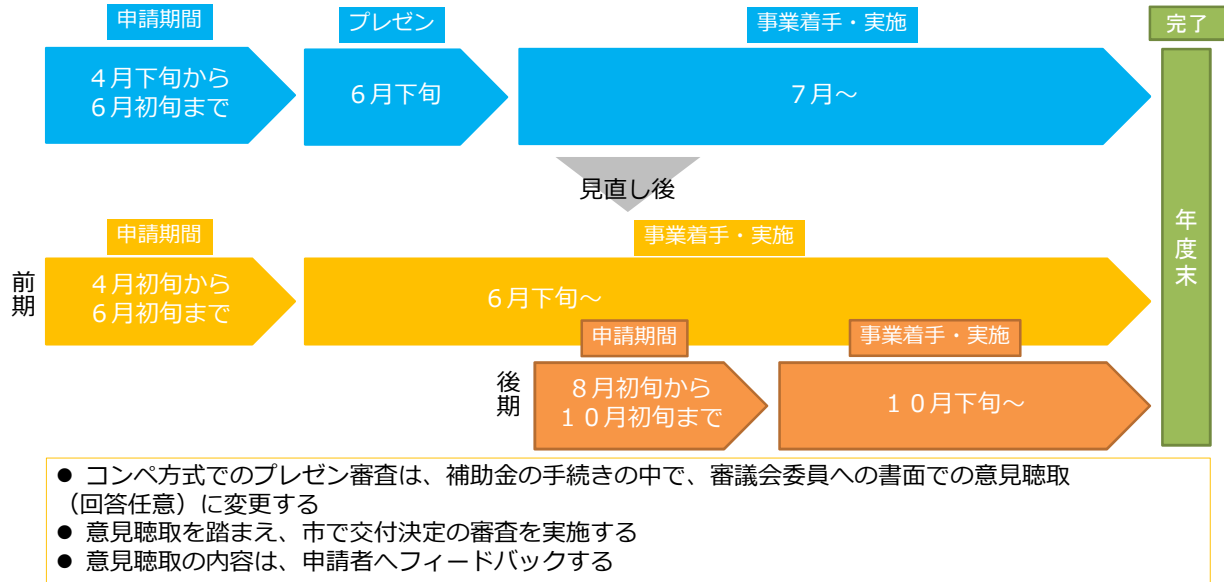 申請期間
プレゼン
事業着手・実施
完了
４月下旬から
６月初旬まで
６月下旬
７月～
見直し後
申請期間
事業着手・実施
前期
４月初旬から
６月初旬まで
６月下旬～
年度末
申請期間
事業着手・実施
後期
８月初旬から
１０月初旬まで
１０月下旬～
● コンペ方式でのプレゼン審査は、補助金の手続きの中で、審議会委員への書面での意見聴取
（回答任意）に変更する
● 意見聴取を踏まえ、市で交付決定の審査を実施する
● 意見聴取の内容は、申請者へフィードバックする